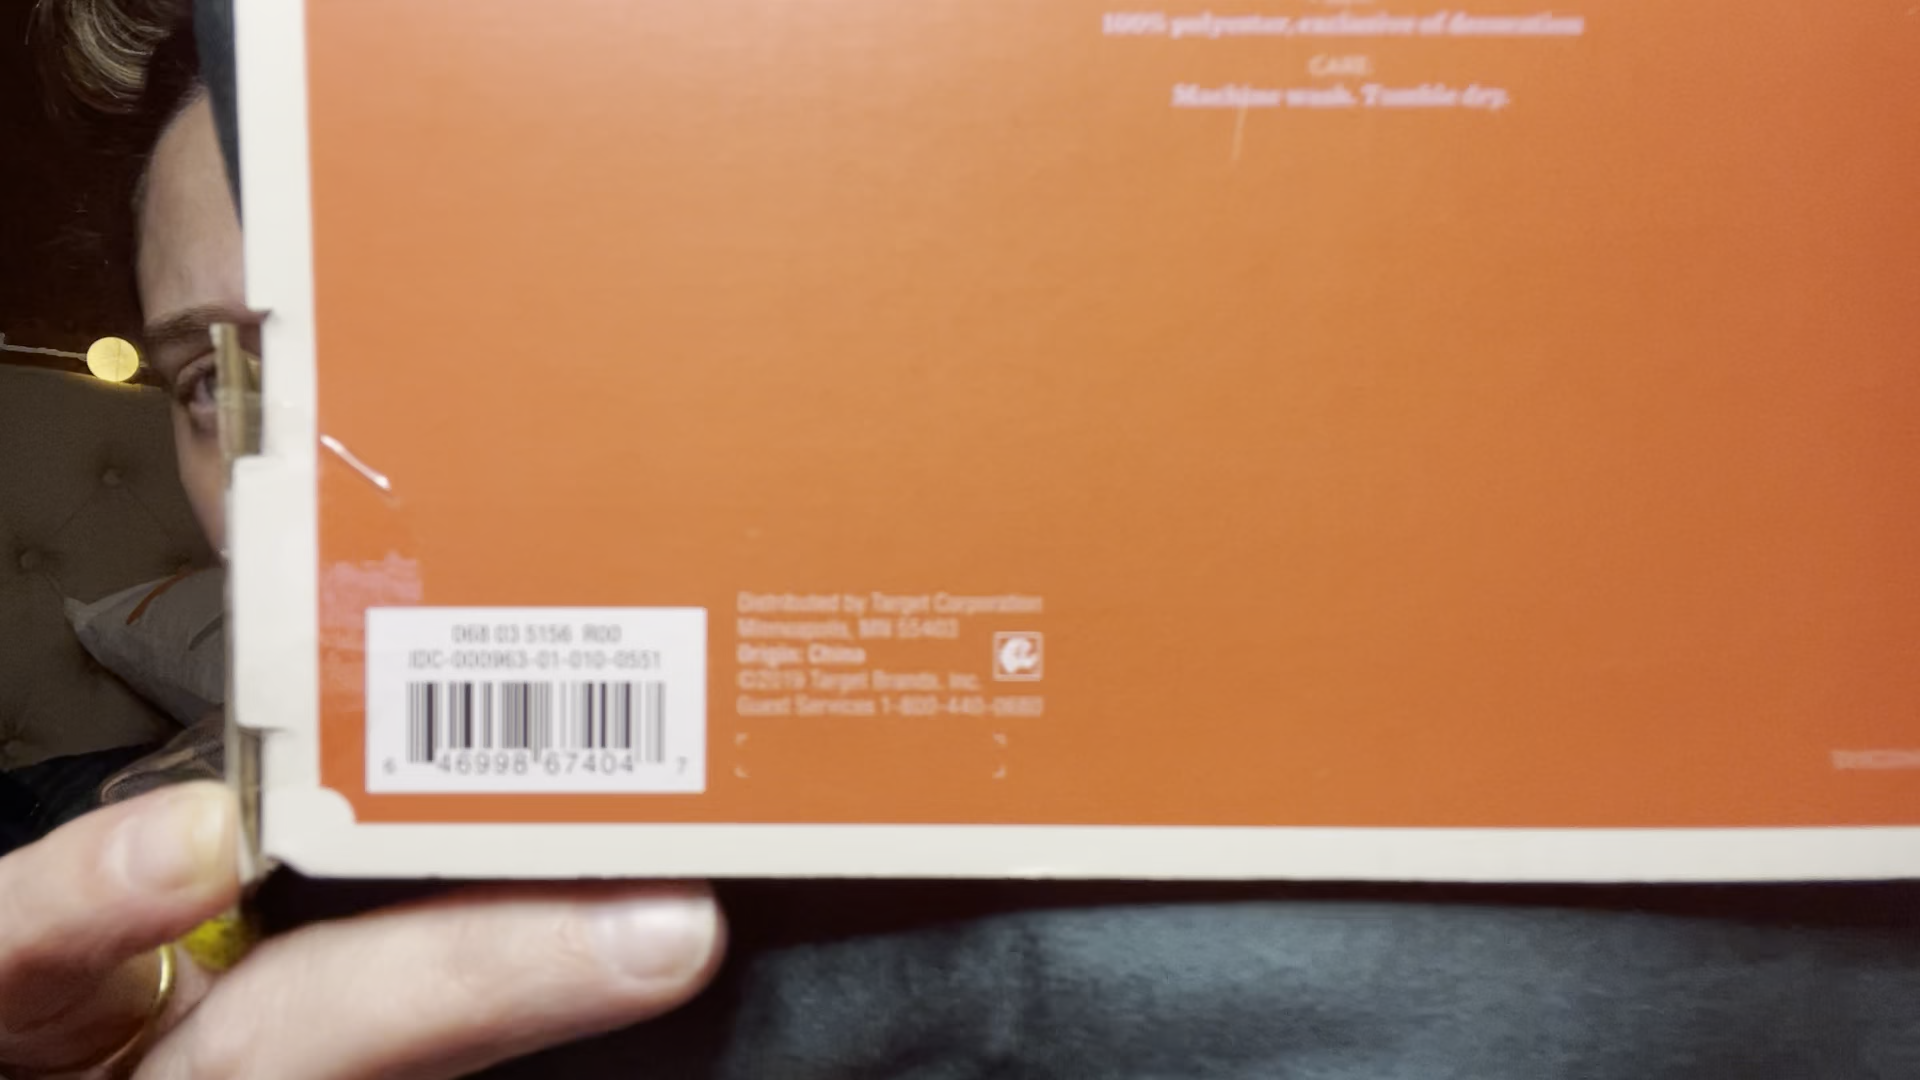 100% polyester, exclusive of decoration
CARE:
Machine wash. Tumble dry.
068 03 5156 R00
IDC-000963-01-010-0551
6 46998 67404 7
Distributed by Target Corporation
Minneapolis, MN 55403
Origin: China
©2019 Target Brands, Inc.
Guest Services 1-800-440-0680